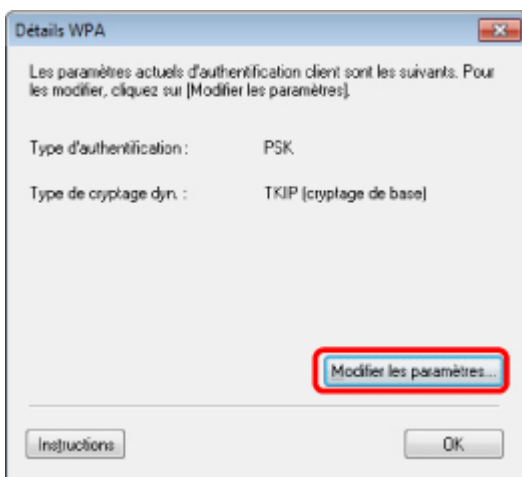 Détails WPA
Les paramètres actuels d'authentification client sont les suivants. Pour
les modifier, cliquez sur [Modifier les paramètres].
Type d'authentification : PSK
Type de cryptage dyn. : TKIP (cryptage de base)
Modifier les paramètres...
Instructions OK